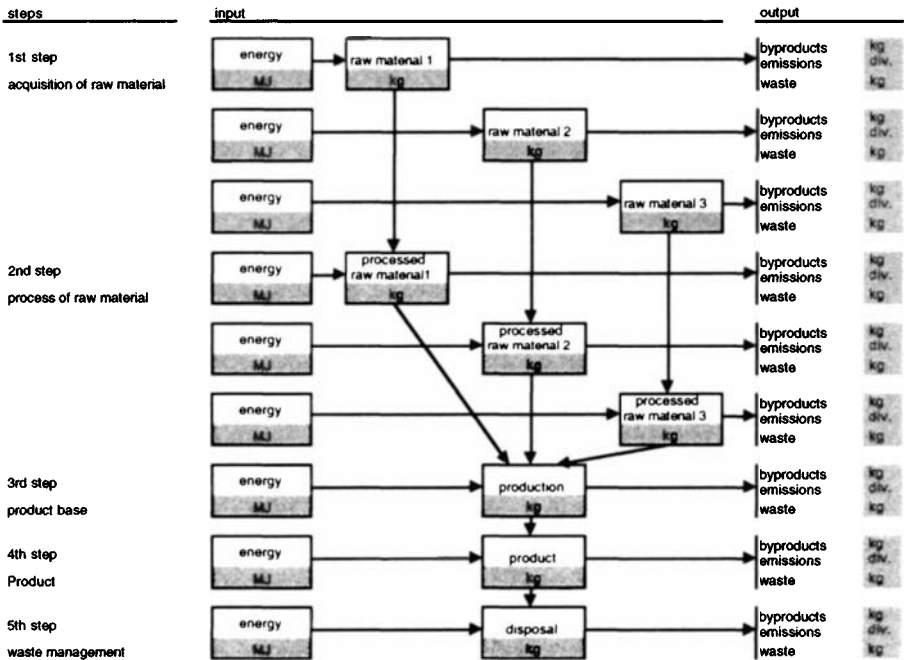 steps input output
1st step
acquisition of raw material
energy
MJ
raw material 1
kg
byproducts kg
emissions div.
waste kg
energy
MJ
raw material 2
kg
byproducts kg
emissions div.
waste kg
energy
MJ
raw material 3
kg
byproducts kg
emissions div.
waste kg
2nd step
process of raw material
energy
MJ
processed
raw material1
kg
byproducts kg
emissions div.
waste kg
energy
MJ
processed
raw material 2
kg
byproducts kg
emissions div.
waste kg
energy
MJ
processed
raw material 3
kg
byproducts kg
emissions div.
waste kg
3rd step
product base
energy
MJ
production
kg
byproducts kg
emissions div.
waste kg
4th step
Product
energy
MJ
product
kg
byproducts kg
emissions div.
waste kg
5th step
waste management
energy
MJ
disposal
kg
byproducts kg
emissions div.
waste kg